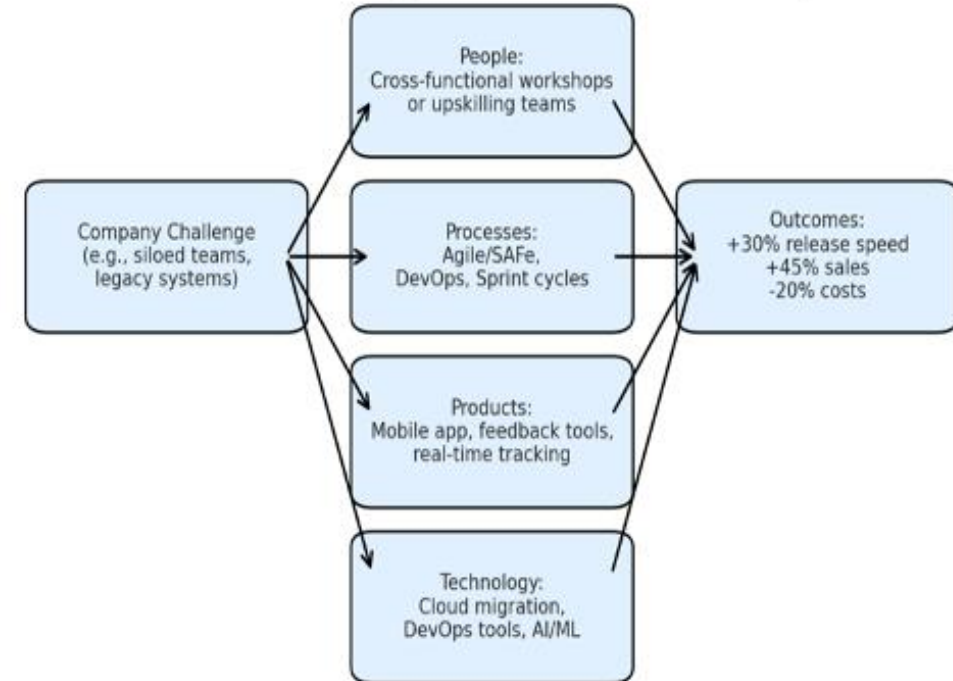 People:
Cross-functional workshops
or upskilling teams
Company Challenge
(e.g., siloed teams,
legacy systems)
Processes:
Agile/SAFe,
DevOps, Sprint cycles
Outcomes:
+30% release speed
+45% sales
-20% costs
Products:
Mobile app, feedback tools,
real-time tracking
Technology:
Cloud migration,
DevOps tools, AI/ML